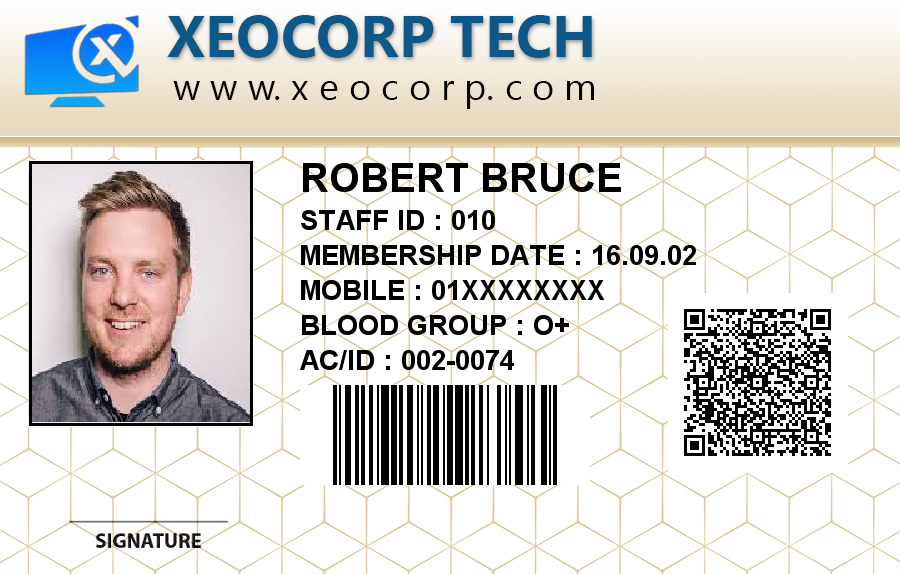 XEOCORP TECH
www.xeocorp.com
ROBERT BRUCE
STAFF ID : 010
MEMBERSHIP DATE : 16.09.02
MOBILE : 01XXXXXXXX
BLOOD GROUP : O+
AC/ID : 002-0074
SIGNATURE